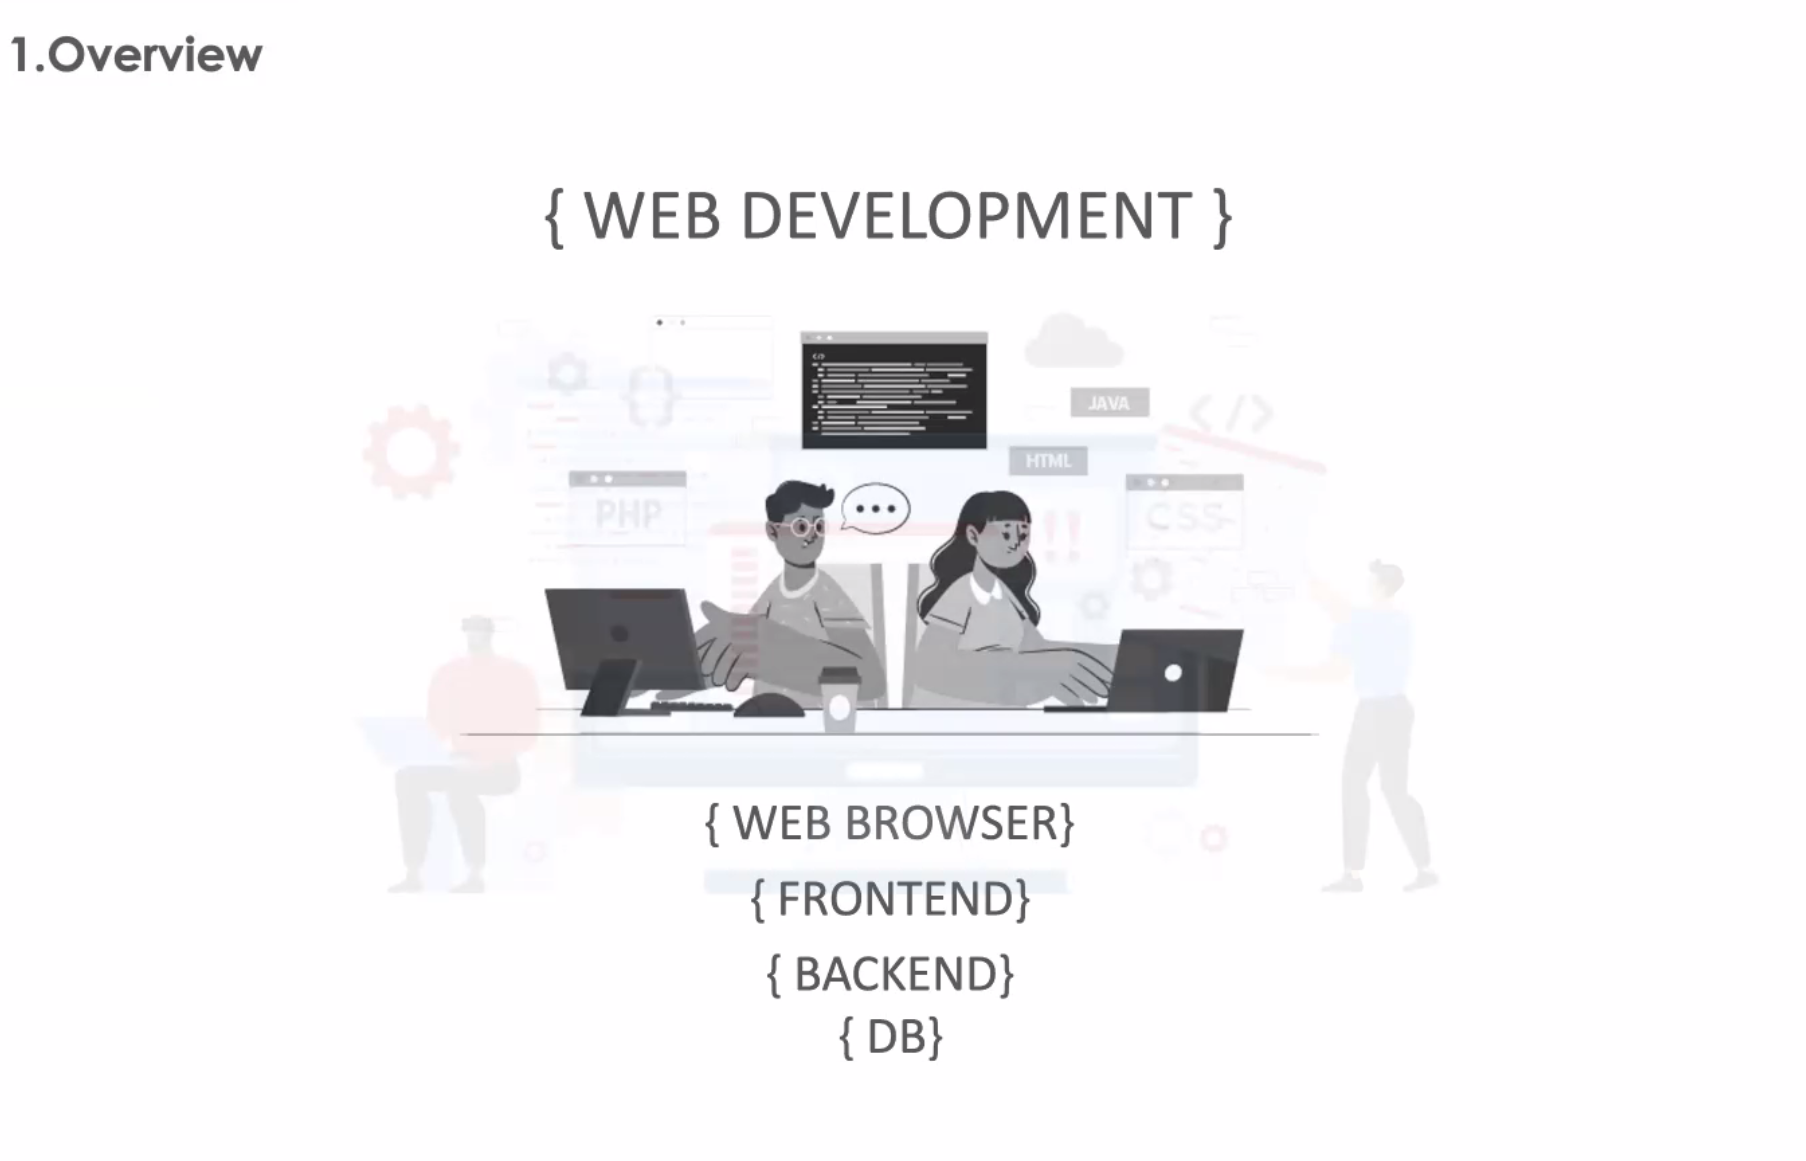 1.Overview
{ WEB DEVELOPMENT }
</>
JAVA
</>
HTML
PHP
CSS
{ WEB BROWSER}
{ FRONTEND}
{ BACKEND}
{ DB}